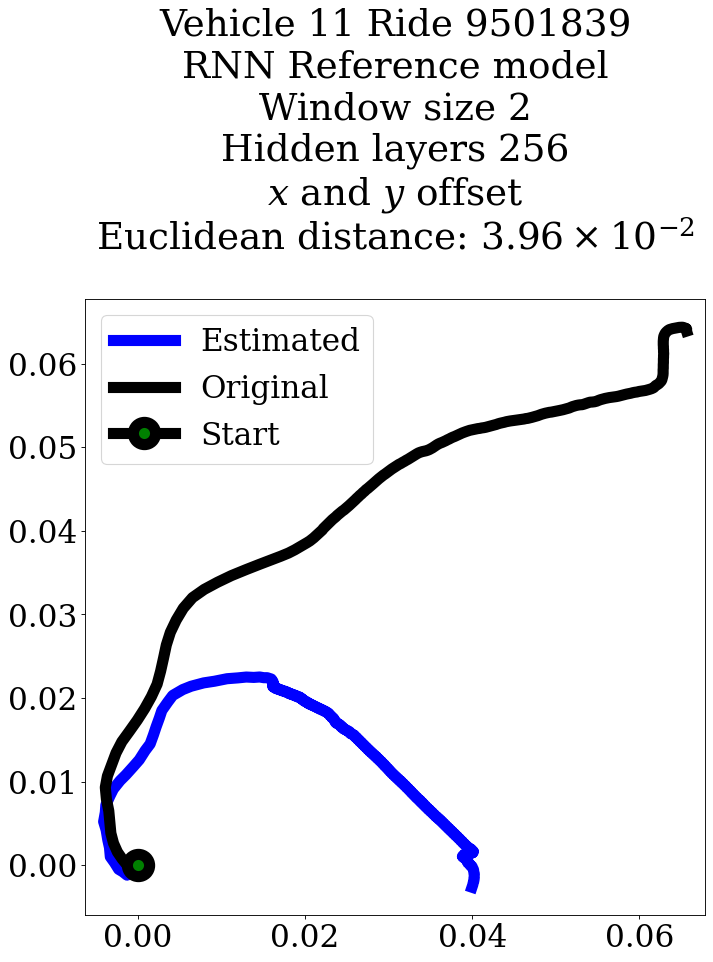 Vehicle 11 Ride 9501839
RNN Reference model
Window size 2
Hidden layers 256
x and y offset
Euclidean distance: 3.96 × 10⁻²
Estimated
Original
Start
0.06
0.05
0.04
0.03
0.02
0.01
0.00
0.00 0.02 0.04 0.06